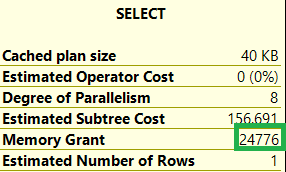 SELECT
Cached plan size 40 KB
Estimated Operator Cost 0 (0%)
Degree of Parallelism 8
Estimated Subtree Cost 156.691
Memory Grant 24776
Estimated Number of Rows 1